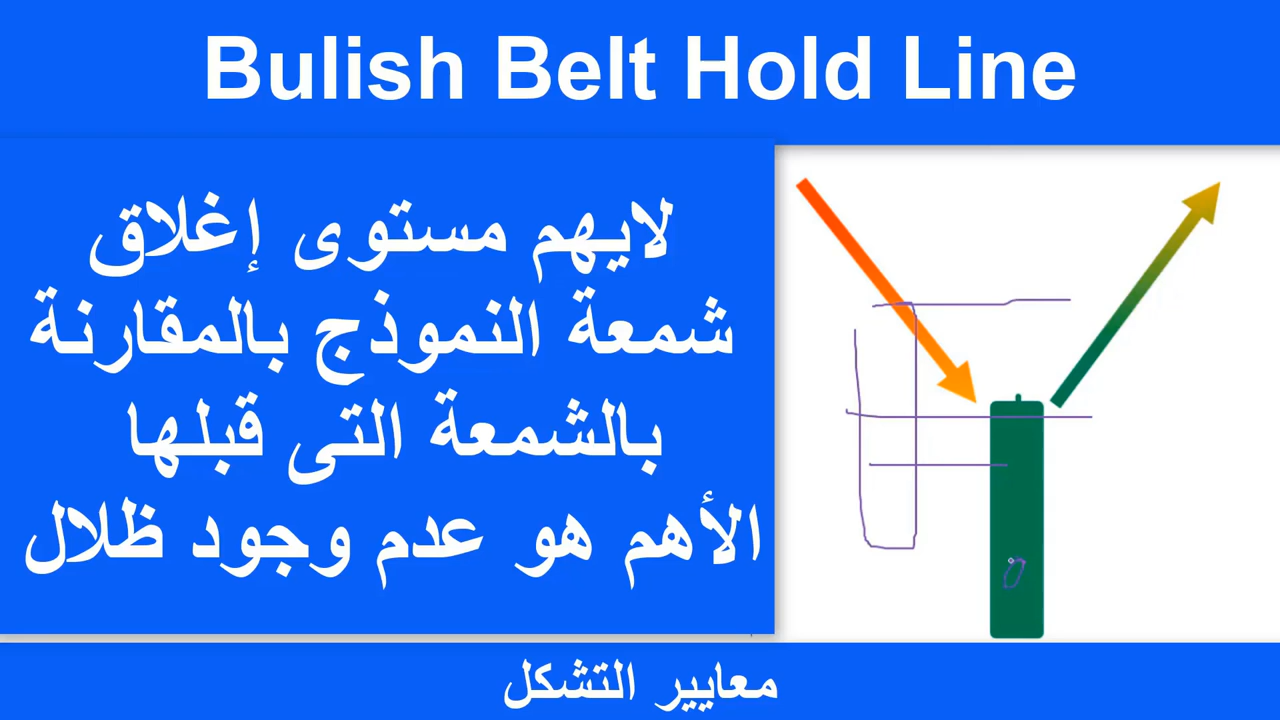 Bulish Belt Hold Line
لايهم مستوى إغلاق
شمعة النموذج بالمقارنة
بالشمعة التى قبلها
الأهم هو عدم وجود ظلال
معايير التشكل